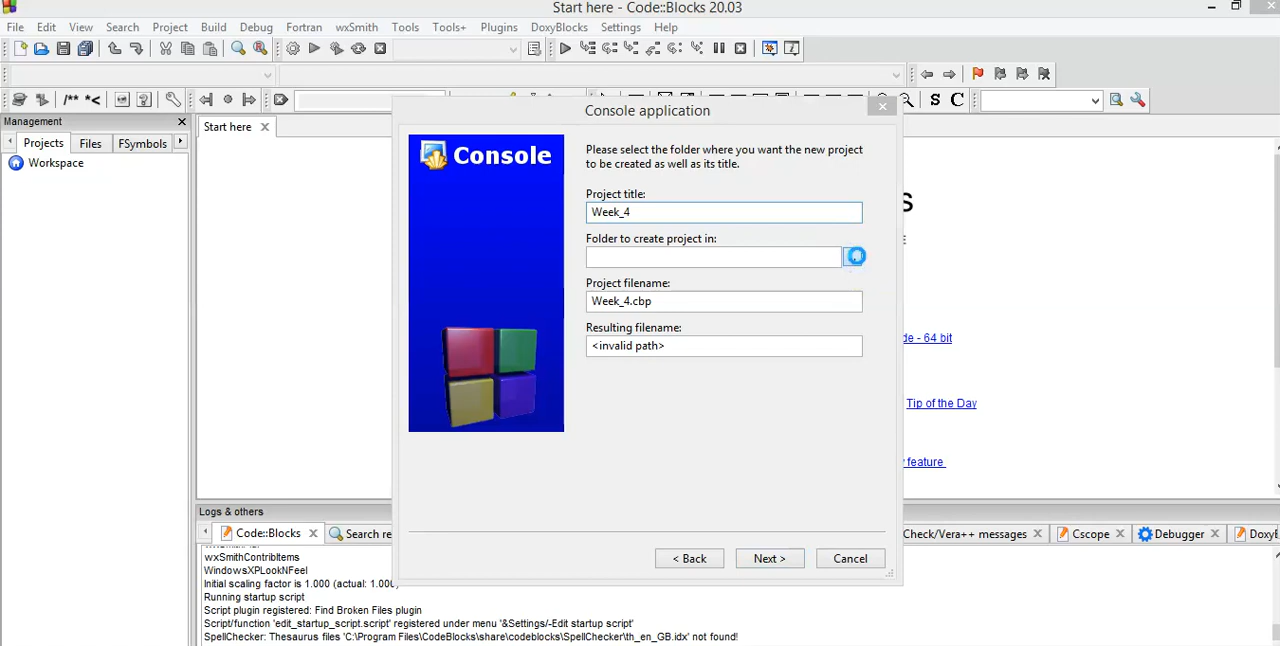 Start here - Code::Blocks 20.03
File Edit View Search Project Build Debug Fortran wxSmith Tools Tools+ Plugins DoxyBlocks Settings Help
/** *<
S C
Management
Projects Files FSymbols
Workspace
Start here
Console application
Console
Please select the folder where you want the new project
to be created as well as its title.
Project title:
Week_4
Folder to create project in:
Project filename:
Week_4.cbp
Resulting filename:
<invalid path>
< Back Next > Cancel
s
de - 64 bit
Tip of the Day
feature
Logs & others
Code::Blocks Search re Check/Vera++ messages Cscope Debugger DoxyB
wxSmithContribItems
WindowsXPLookNFeel
Initial scaling factor is 1.000 (actual: 1.000
Running startup script
Script plugin registered: Find Broken Files plugin
Script/function 'edit_startup_script.script' registered under menu '&Settings/-Edit startup script'
SpellChecker: Thesaurus files 'C:\Program Files\CodeBlocks\share\codeblocks\SpellChecker\th_en_GB.idx' not found!